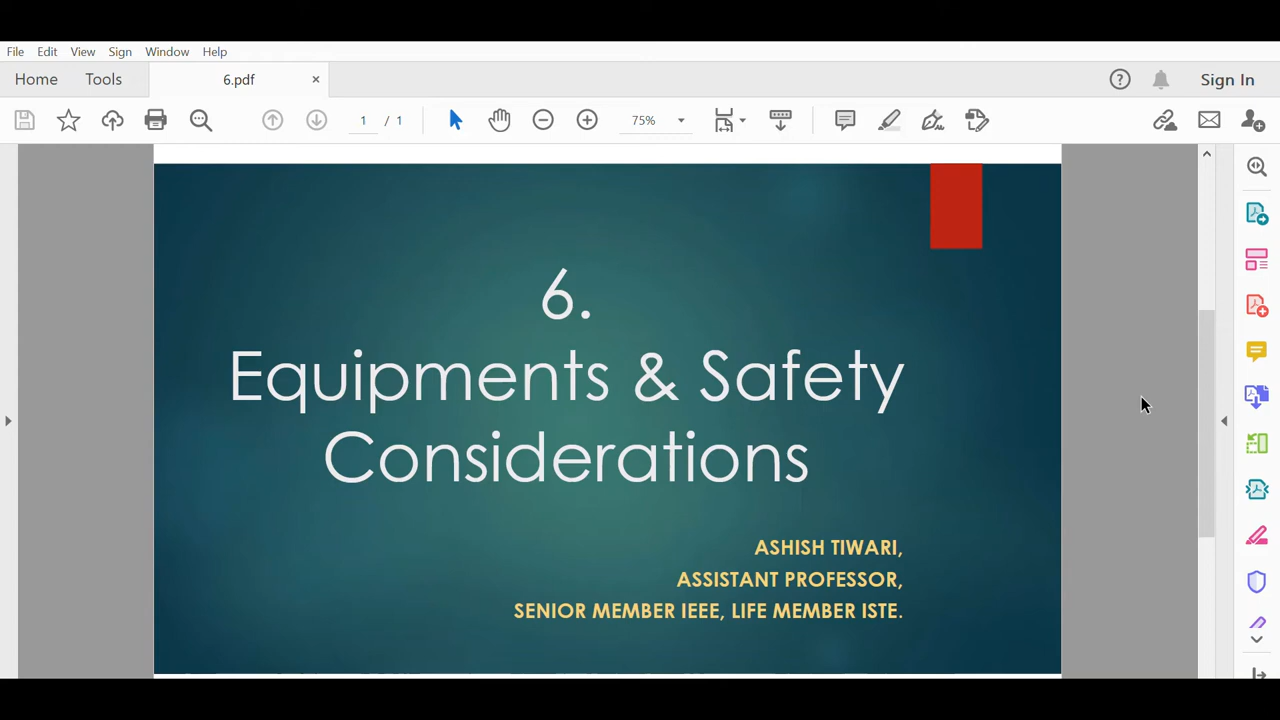 File Edit View Sign Window Help
Home Tools 6.pdf × ? Sign In
1 / 1 75%
6.
Equipments & Safety
Considerations
ASHISH TIWARI,
ASSISTANT PROFESSOR,
SENIOR MEMBER IEEE, LIFE MEMBER ISTE.